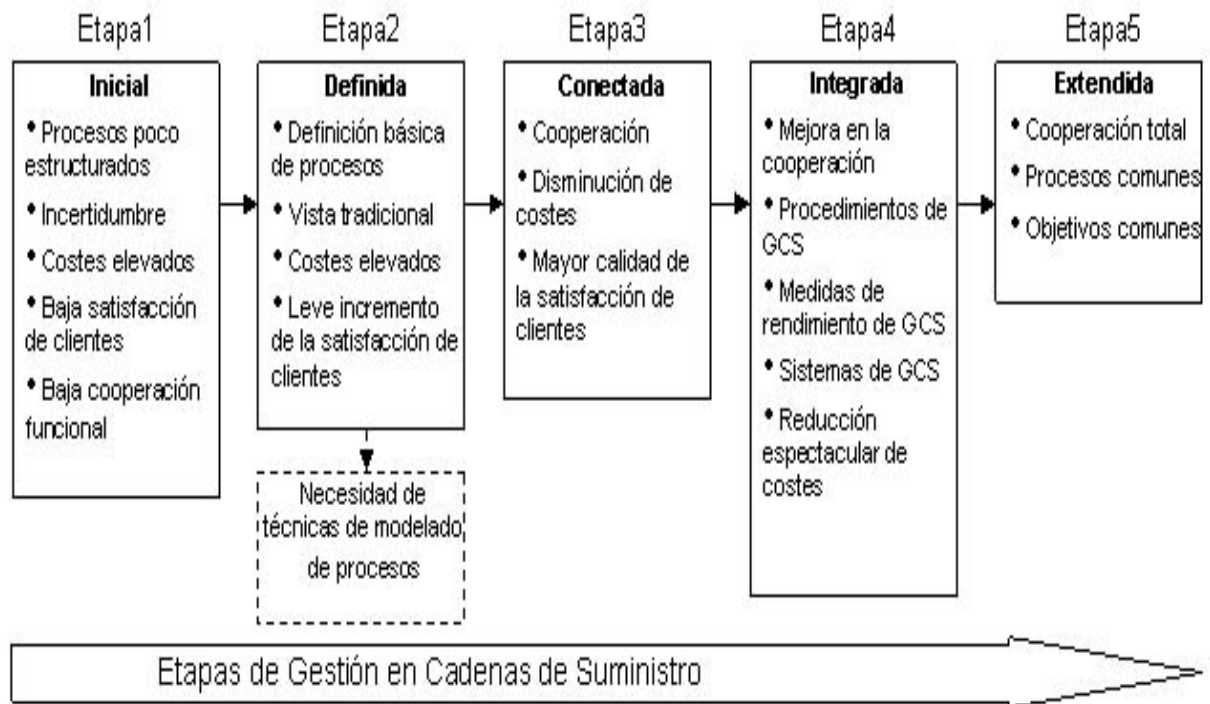 Etapa1
Inicial
• Procesos poco
estructurados
• Incertidumbre
• Costes elevados
• Baja satisfacción
de clientes
• Baja cooperación
funcional
Etapa2
Definida
• Definición básica
de procesos
• Vista tradicional
• Costes elevados
• Leve incremento
de la satisfacción de
clientes
Necesidad de
técnicas de modelado
de procesos
Etapa3
Conectada
• Cooperación
• Disminución de
costes
• Mayor calidad de
la satisfacción de
clientes
Etapa4
Integrada
• Mejora en la
cooperación
• Procedimientos de
GCS
• Medidas de
rendimiento de GCS
• Sistemas de GCS
• Reducción
espectacular de
costes
Etapa5
Extendida
• Cooperación total
• Procesos comunes
• Objetivos comunes
Etapas de Gestión en Cadenas de Suministro